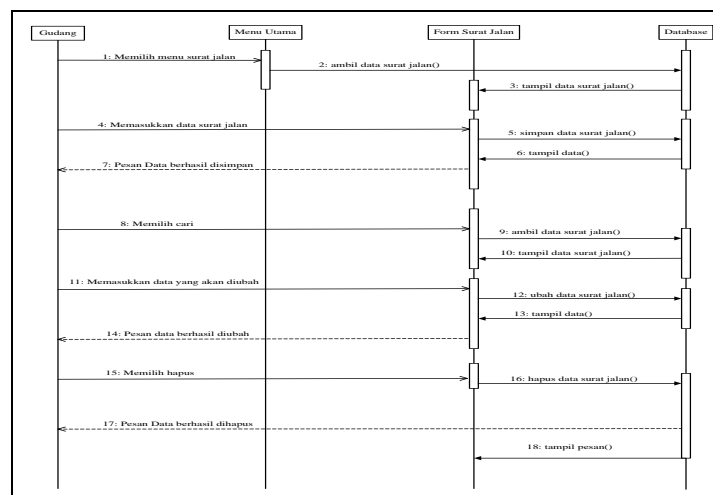 Gudang
Menu Utama
Form Surat Jalan
Database
1: Memilih menu surat jalan
2: ambil data surat jalan()
3: tampil data surat jalan()
4: Memasukkan data surat jalan
5: simpan data surat jalan()
6: tampil data()
7: Pesan Data berhasil disimpan
8: Memilih cari
9: ambil data surat jalan()
10: tampil data surat jalan()
11: Memasukkan data yang akan diubah
12: ubah data surat jalan()
13: tampil data()
14: Pesan data berhasil diubah
15: Memilih hapus
16: hapus data surat jalan()
17: Pesan Data berhasil dihapus
18: tampil pesan()